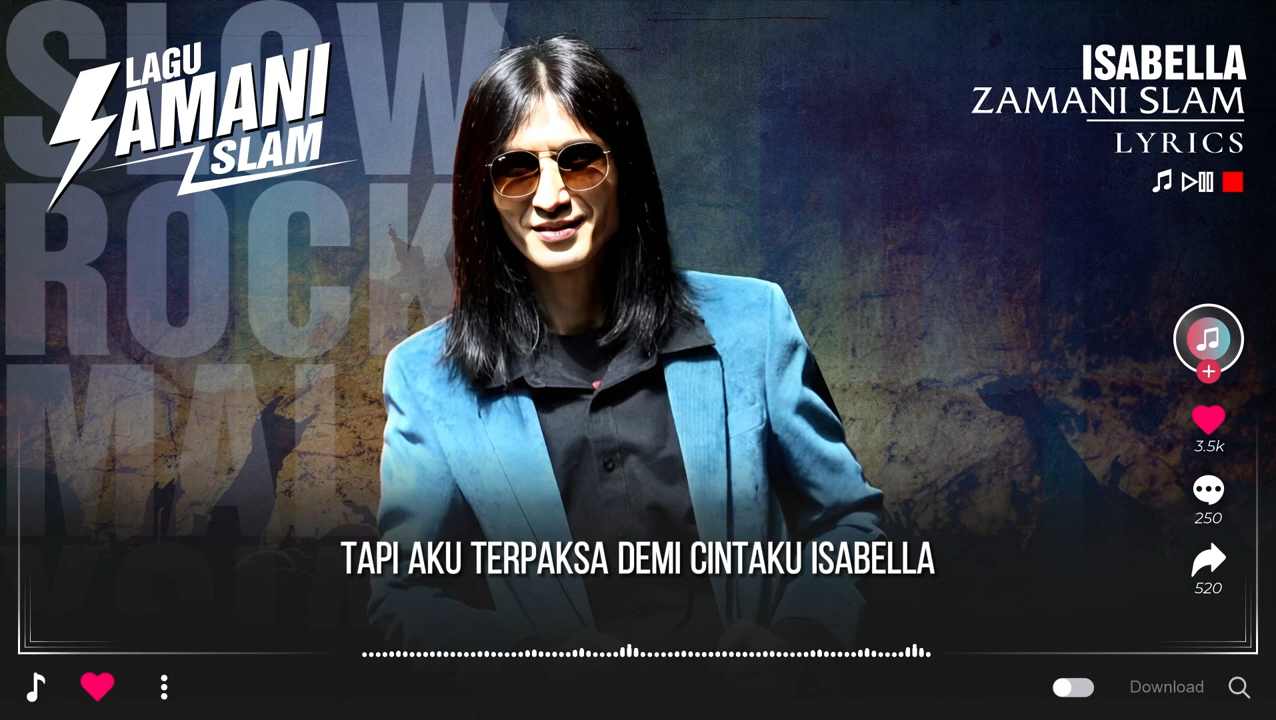 SLOW
ROCK
LAGU
ZAMANI
SLAM
ISABELLA
ZAMANI SLAM
LYRICS
3.5k
250
520
TAPI AKU TERPAKSA DEMI CINTAKU ISABELLA
Download